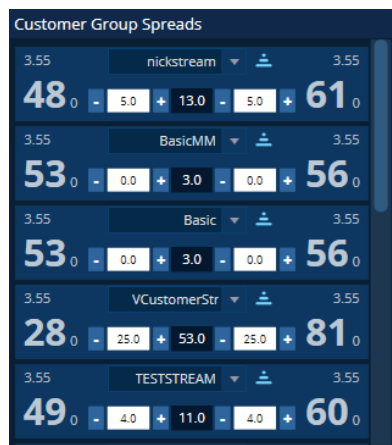 Customer Group Spreads
3.55 nickstream 3.55
48 0 - 5.0 + 13.0 - 5.0 + 61 0
3.55 BasicMM 3.55
53 0 - 0.0 + 3.0 - 0.0 + 56 0
3.55 Basic 3.55
53 0 - 0.0 + 3.0 - 0.0 + 56 0
3.55 VCustomerStr 3.55
28 0 - 25.0 + 53.0 - 25.0 + 81 0
3.55 TESTSTREAM 3.55
49 0 - 4.0 + 11.0 - 4.0 + 60 0